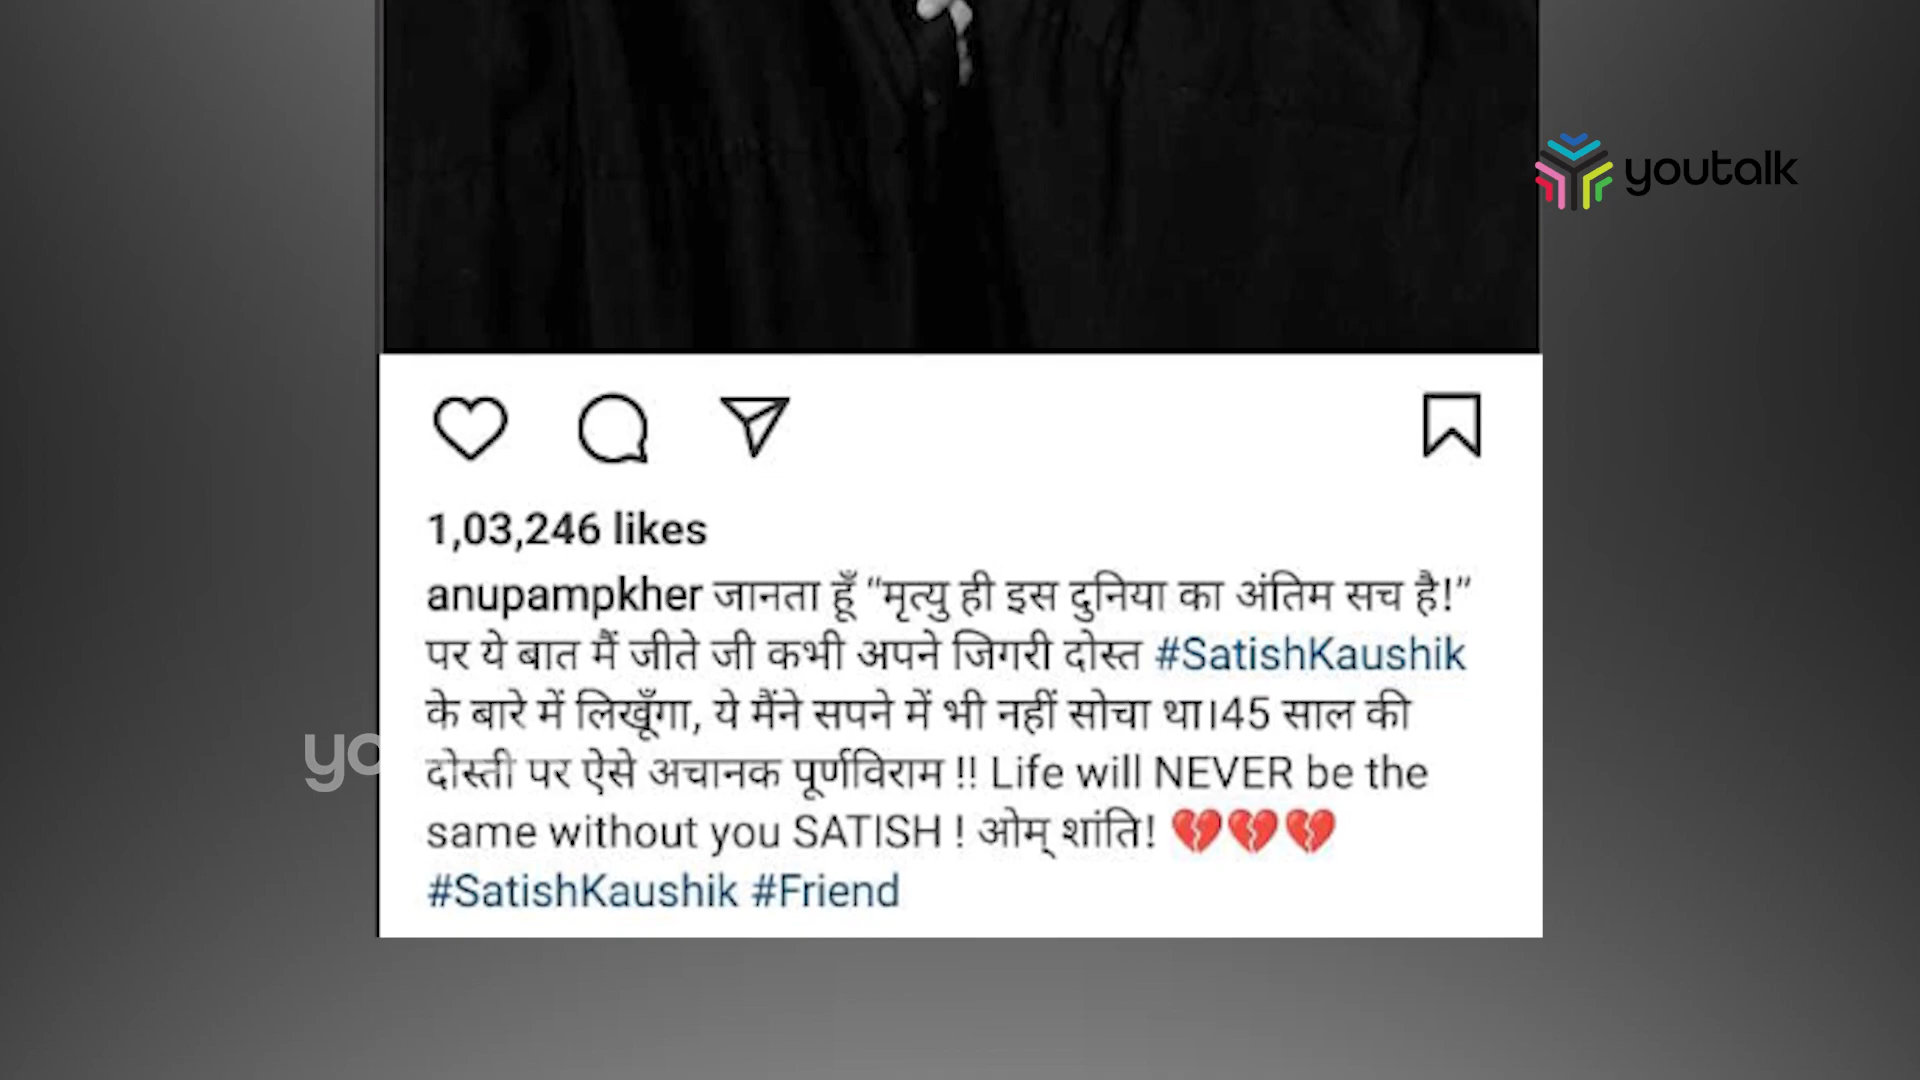 youtalk
1,03,246 likes
anupampkher जानता हूँ “मृत्यु ही इस दुनिया का अंतिम सच है!”
पर ये बात मैं जीते जी कभी अपने जिगरी दोस्त #SatishKaushik
के बारे में लिखूँगा, ये मैंने सपने में भी नहीं सोचा था।45 साल की
दोस्ती पर ऐसे अचानक पूर्णविराम !! Life will NEVER be the
same without you SATISH ! ओम् शांति! 💔💔💔
#SatishKaushik #Friend